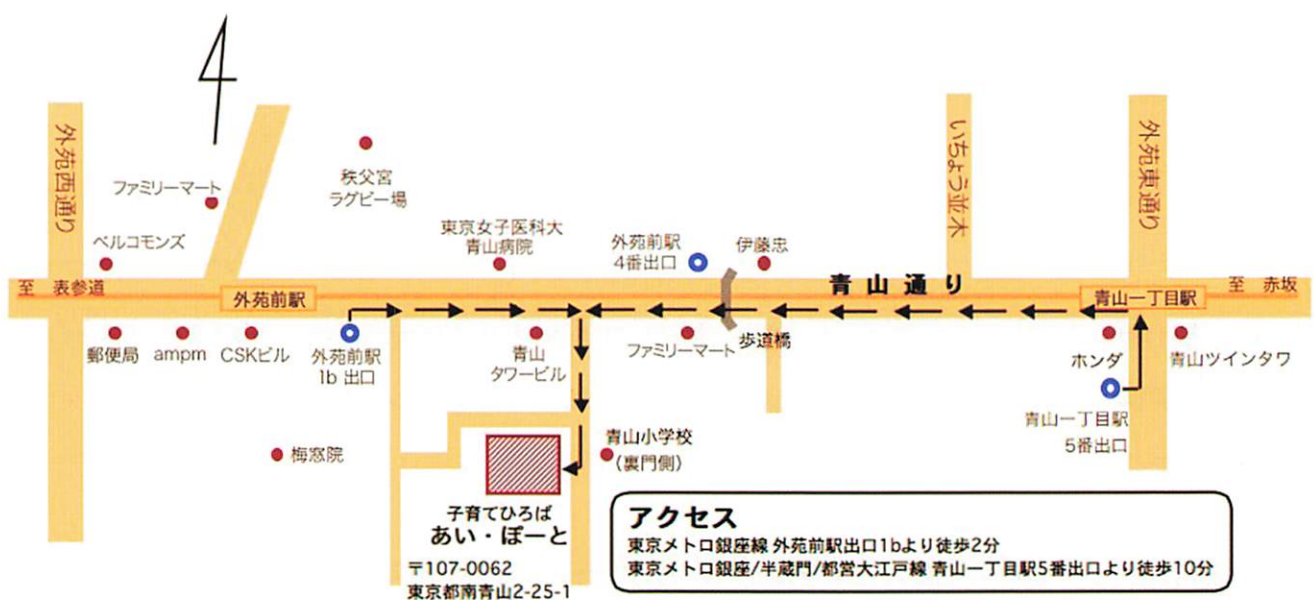 4
外苑西通り
ファミリーマート
ベルコモンズ
秩父宮
ラグビー場
東京女子医科大
青山病院
外苑前駅
4番出口
伊藤忠
いちょう並木
外苑東通り
至 表参道
外苑前駅
青山通り
青山一丁目駅
至 赤坂
郵便局
ampm
CSKビル
外苑前駅
1b 出口
青山
タワービル
ファミリーマート
歩道橋
ホンダ
青山ツインタワ
青山一丁目駅
5番出口
梅窓院
青山小学校
(裏門側)
子育てひろば
あい・ぽーと
〒107-0062
東京都南青山2-25-1
アクセス
東京メトロ銀座線 外苑前駅出口1bより徒歩2分
東京メトロ銀座/半蔵門/都営大江戸線 青山一丁目駅5番出口より徒歩10分